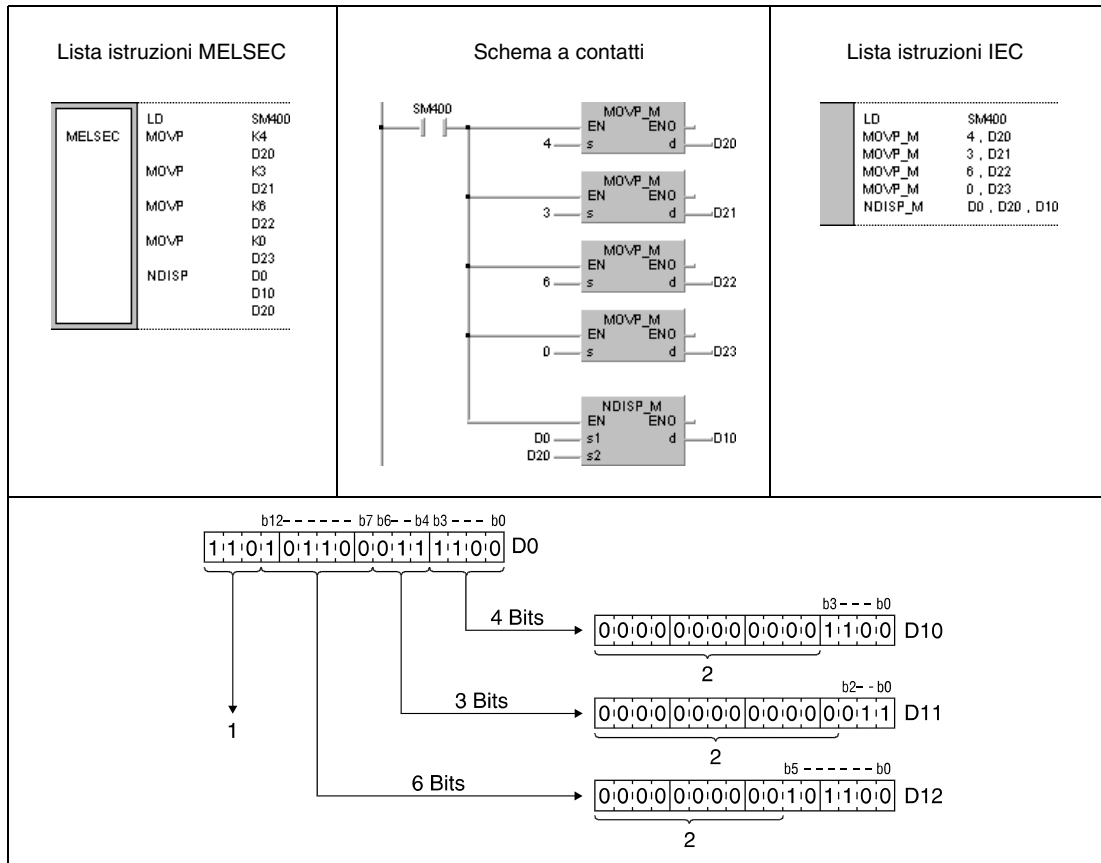 Lista istruzioni MELSEC
MELSEC
LD SM400
MOVP K4
D20
MOVP K3
D21
MOVP K6
D22
MOVP K0
D23
NDISP D0
D10
D20
Schema a contatti
SM400
MOVP_M
EN ENO
4 s d D20
MOVP_M
EN ENO
3 s d D21
MOVP_M
EN ENO
6 s d D22
MOVP_M
EN ENO
0 s d D23
NDISP_M
EN ENO
D0 s1 d D10
D20 s2
Lista istruzioni IEC
LD SM400
MOVP_M 4 , D20
MOVP_M 3 , D21
MOVP_M 6 , D22
MOVP_M 0 , D23
NDISP_M D0 , D20 , D10
b12------b7 b6---b4 b3----b0
1 1 0 1 0 1 1 0 0 0 1 1 1 1 0 0 D0
4 Bits
b3----b0
0 0 0 0 0 0 0 0 0 0 0 0 1 1 0 0 D10
2
3 Bits
b2--b0
0 0 0 0 0 0 0 0 0 0 0 0 0 0 1 1 D11
2
1
6 Bits
b5------b0
0 0 0 0 0 0 0 0 0 0 1 0 1 1 0 0 D12
2